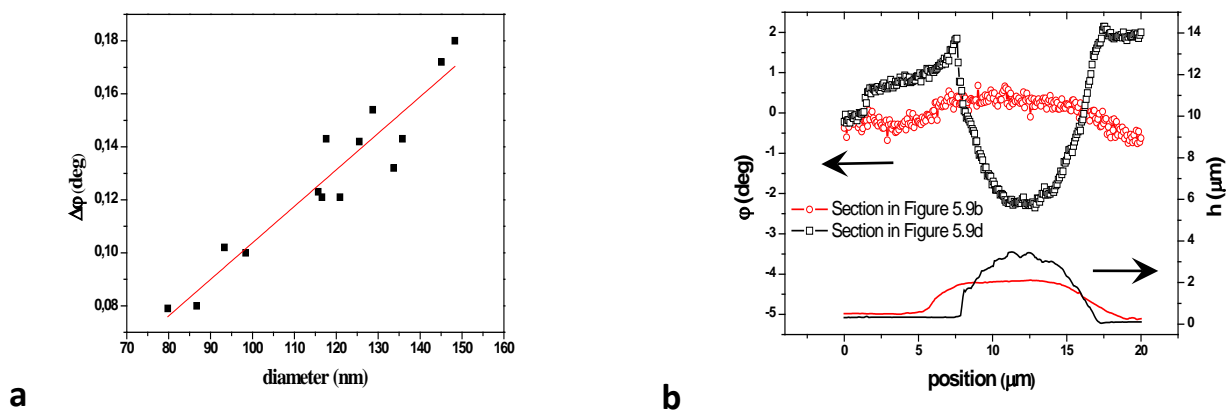 0,18
0,16
0,14
0,12
0,10
0,08
Δφ (deg)
70 80 90 100 110 120 130 140 150 160
diameter (nm)
a
2
1
0
-1
-2
-3
-4
-5
φ (deg)
14
12
10
8
6
4
2
0
h (µm)
Section in Figure 5.9b
Section in Figure 5.9d
0 5 10 15 20
position (µm)
b